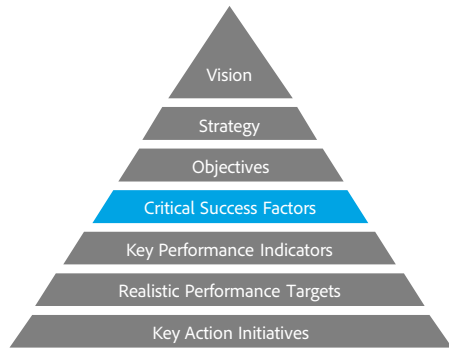 Vision
Strategy
Objectives
Critical Success Factors
Key Performance Indicators
Realistic Performance Targets
Key Action Initiatives